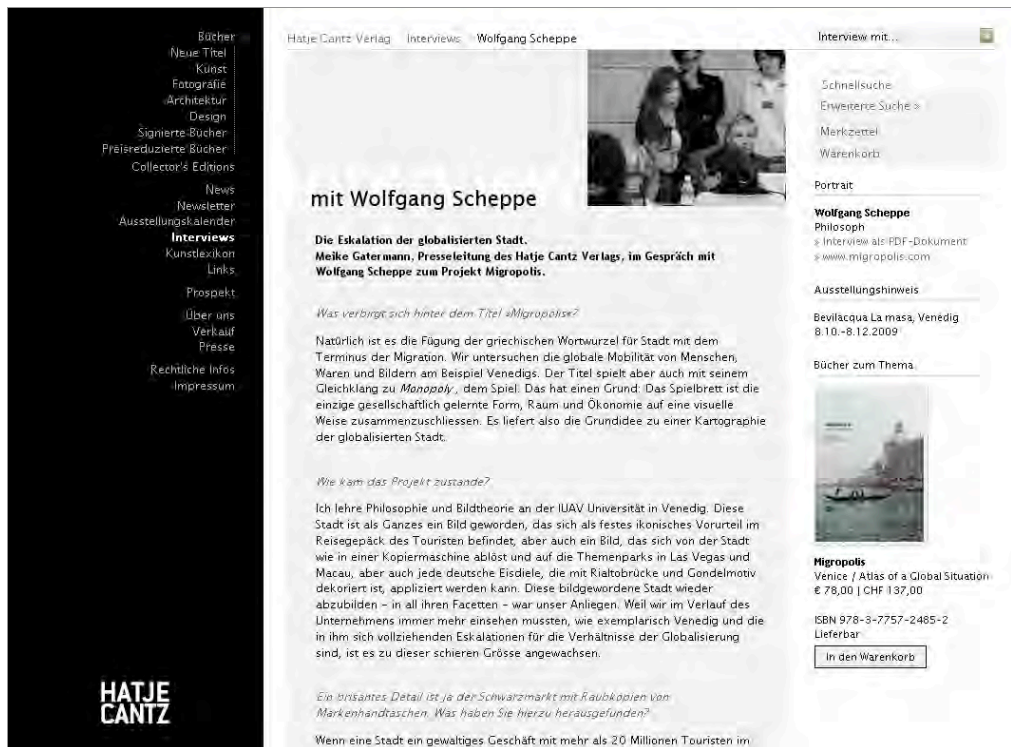 Bücher
Neue Titel
Kunst
Fotografie
Architektur
Design
Signierte Bücher
Preisreduzierte Bücher
Collector's Editions
News
Newsletter
Ausstellungskalender
Interviews
Kunstlexikon
Links
Prospekt
Über uns
Verkauf
Presse
Rechtliche Infos
Impressum
HATJE
CANTZ
Hatje Cantz Verlag Interviews Wolfgang Scheppe
mit Wolfgang Scheppe
Die Eskalation der globalisierten Stadt.
Meike Gatermann, Presseleitung des Hatje Cantz Verlags, im Gespräch mit
Wolfgang Scheppe zum Projekt Migropolis.
Was verbirgt sich hinter dem Titel »Migropolis«?
Natürlich ist es die Fügung der griechischen Wortwurzel für Stadt mit dem
Terminus der Migration. Wir untersuchen die globale Mobilität von Menschen,
Waren und Bildern am Beispiel Venedigs. Der Titel spielt aber auch mit seinem
Gleichklang zu Monopoly, dem Spiel. Das hat einen Grund: Das Spielbrett ist die
einzige gesellschaftlich gelernte Form, Raum und Ökonomie auf eine visuelle
Weise zusammenzuschliessen. Es liefert also die Grundidee zu einer Kartographie
der globalisierten Stadt.
Wie kam das Projekt zustande?
Ich lehre Philosophie und Bildtheorie an der IUAV Universität in Venedig. Diese
Stadt ist als Ganzes ein Bild geworden, das sich als festes ikonisches Vorurteil im
Reisegepäck des Touristen befindet, aber auch ein Bild, das sich von der Stadt
wie in einer Kopiermaschine ablöst und auf die Themenparks in Las Vegas und
Macau, aber auch jede deutsche Eisdiele, die mit Rialtobrücke und Gondelmotiv
dekoriert ist, appliziert werden kann. Diese bildgewordene Stadt wieder
abzubilden – in all ihren Facetten – war unser Anliegen. Weil wir im Verlauf des
Unternehmens immer mehr einsehen mussten, wie exemplarisch Venedig und die
in ihm sich vollziehenden Eskalationen für die Verhältnisse der Globalisierung
sind, ist es zu dieser schieren Grösse angewachsen.
Ein brisantes Detail ist ja der Schwarzmarkt mit Raubkopien von
Markenhandtaschen. Was haben Sie hierzu herausgefunden?
Wenn eine Stadt ein gewaltiges Geschäft mit mehr als 20 Millionen Touristen im
Interview mit...
Schnellsuche
Erweiterte Suche »
Merkzettel
Warenkorb
Portrait
Wolfgang Scheppe
Philosoph
» Interview als PDF-Dokument
» www.migropolis.com
Ausstellungshinweis
Bevilacqua La masa, Venedig
8.10.-8.12.2009
Bücher zum Thema
Migropolis
Venice / Atlas of a Global Situation
€ 78,00 | CHF 137,00
ISBN 978-3-7757-2485-2
Lieferbar
In den Warenkorb